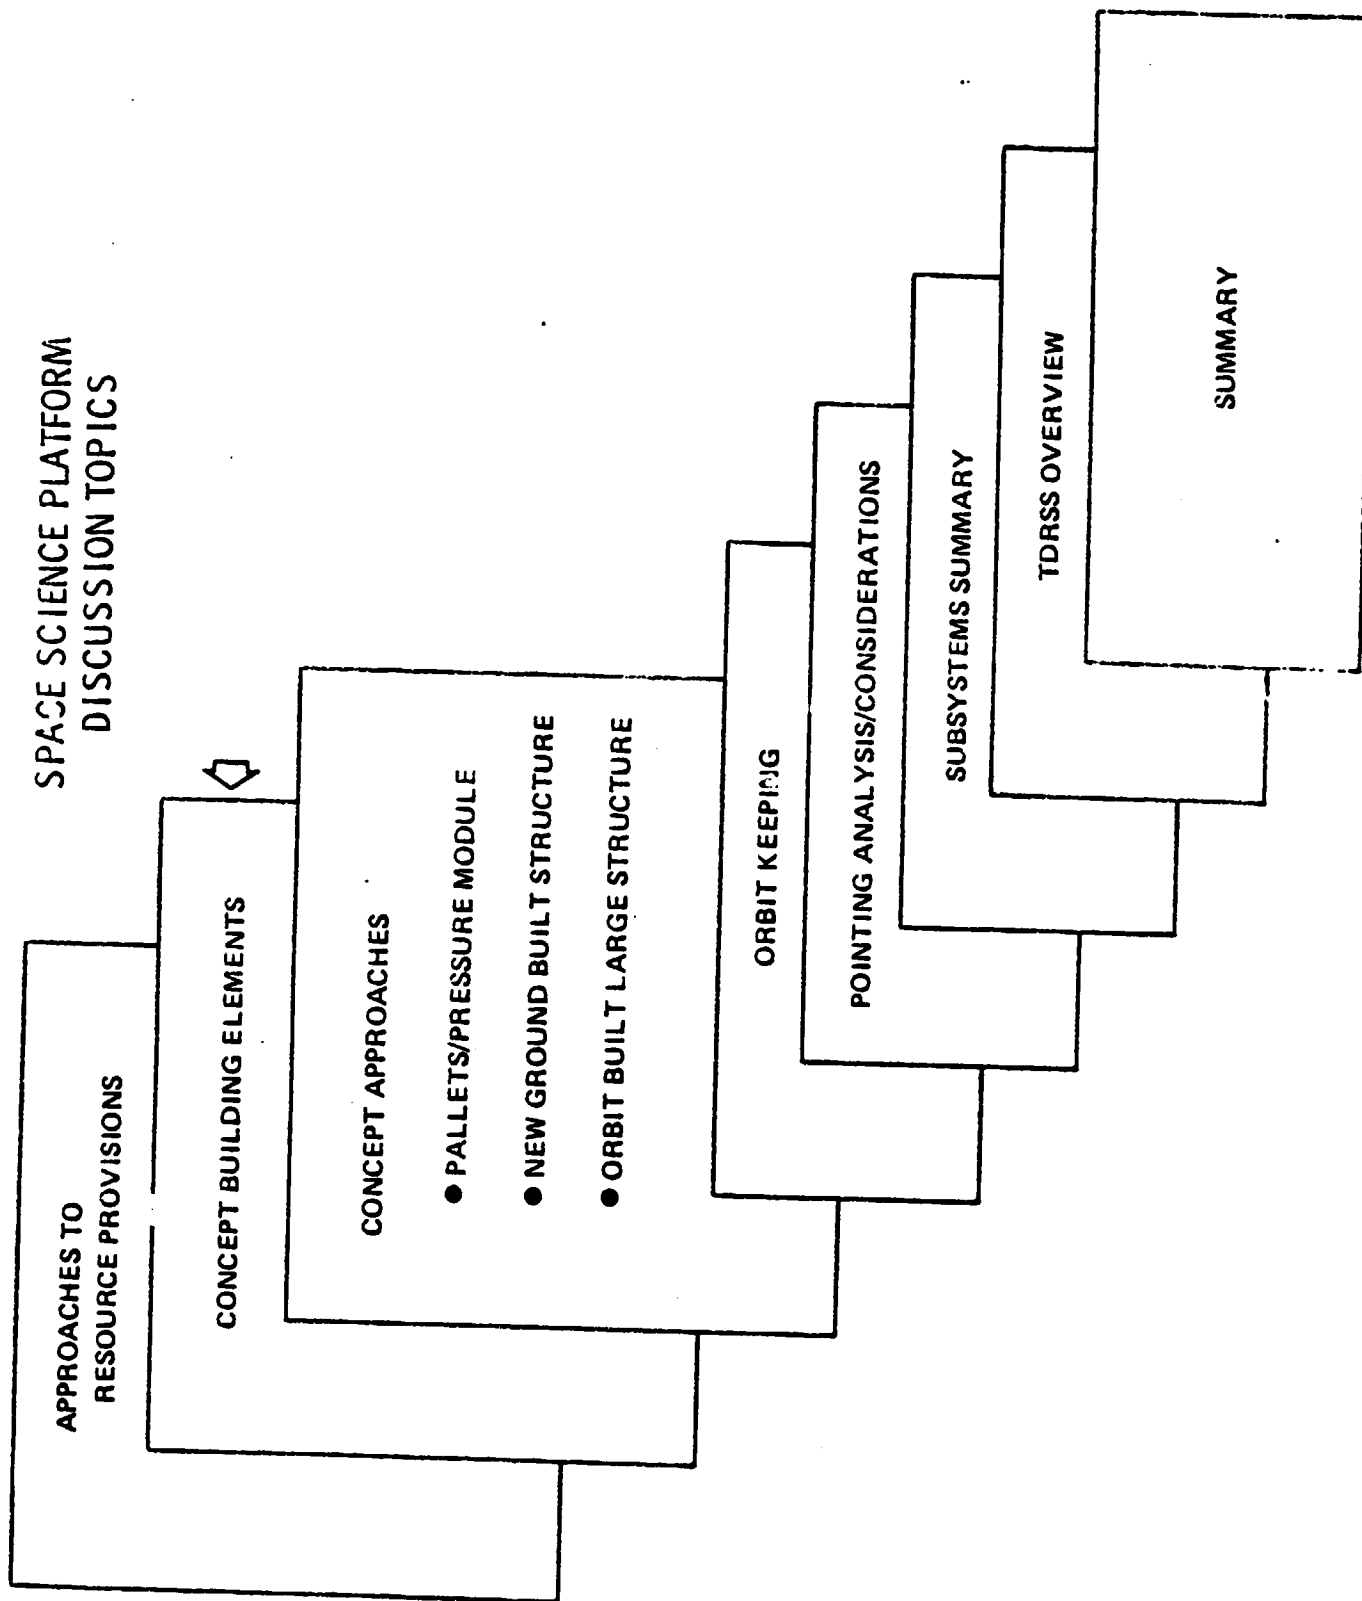 SPACE SCIENCE PLATFORM
DISCUSSION TOPICS
APPROACHES TO
RESOURCE PROVISIONS
CONCEPT BUILDING ELEMENTS
CONCEPT APPROACHES
● PALLETS/PRESSURE MODULE
● NEW GROUND BUILT STRUCTURE
● ORBIT BUILT LARGE STRUCTURE
ORBIT KEEPING
POINTING ANALYSIS/CONSIDERATIONS
SUBSYSTEMS SUMMARY
TDRSS OVERVIEW
SUMMARY